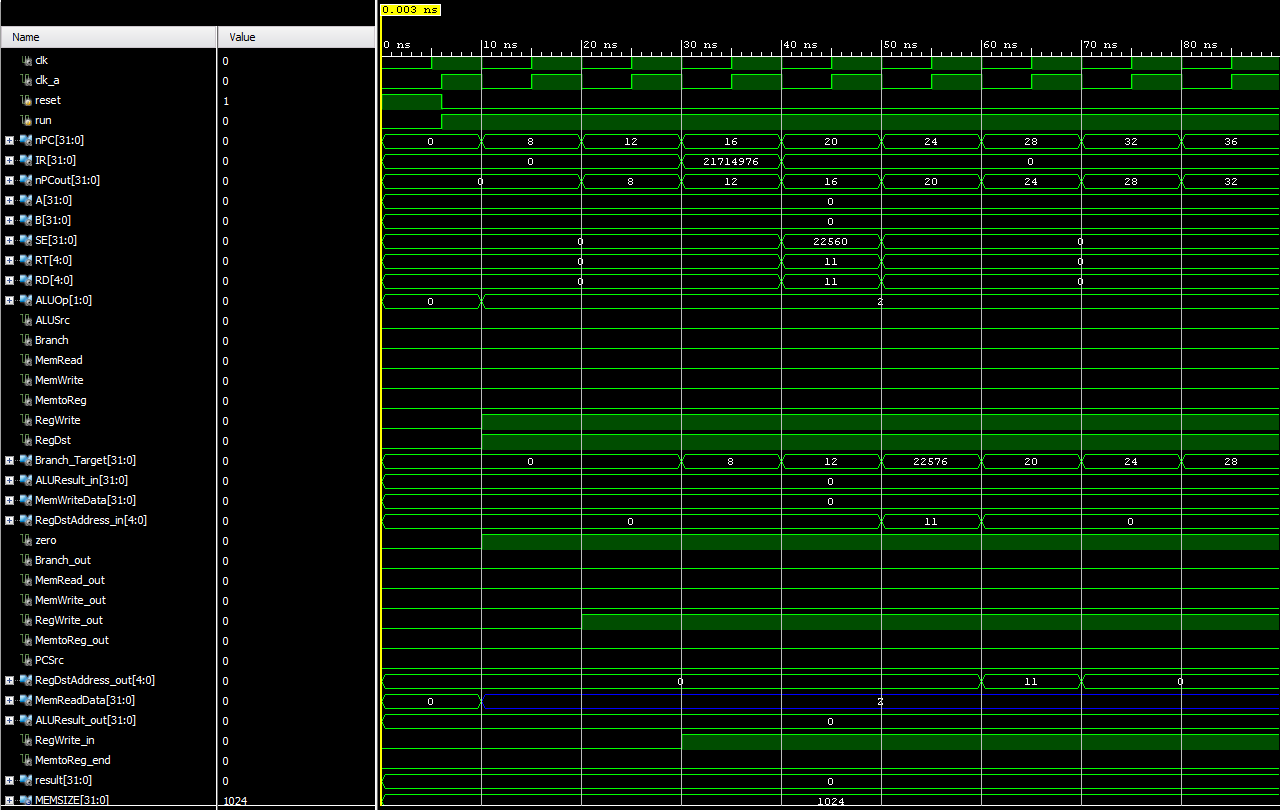 0.003 ns
Name Value
0 ns 10 ns 20 ns 30 ns 40 ns 50 ns 60 ns 70 ns 80 ns
clk 0
clk_a 0
reset 1
run 0
nPC[31:0] 0 0 8 12 16 20 24 28 32 36
IR[31:0] 0 0 21714976 0
nPCout[31:0] 0 0 8 12 16 20 24 28 32
A[31:0] 0 0
B[31:0] 0 0
SE[31:0] 0 0 22560 0
RT[4:0] 0 0 11 0
RD[4:0] 0 0 11 0
ALUOp[1:0] 0 0 2
ALUSrc 0
Branch 0
MemRead 0
MemWrite 0
MemtoReg 0
RegWrite 0
RegDst 0
Branch_Target[31:0] 0 0 8 12 22576 20 24 28
ALUResult_in[31:0] 0 0
MemWriteData[31:0] 0 0
RegDstAddress_in[4:0] 0 0 11 0
zero 0
Branch_out 0
MemRead_out 0
MemWrite_out 0
RegWrite_out 0
MemtoReg_out 0
PCSrc 0
RegDstAddress_out[4:0] 0 0 11 0
MemReadData[31:0] 0 0 Z
ALUResult_out[31:0] 0 0
RegWrite_in 0
MemtoReg_end 0
result[31:0] 0 0
MEMSIZE[31:0] 1024 1024